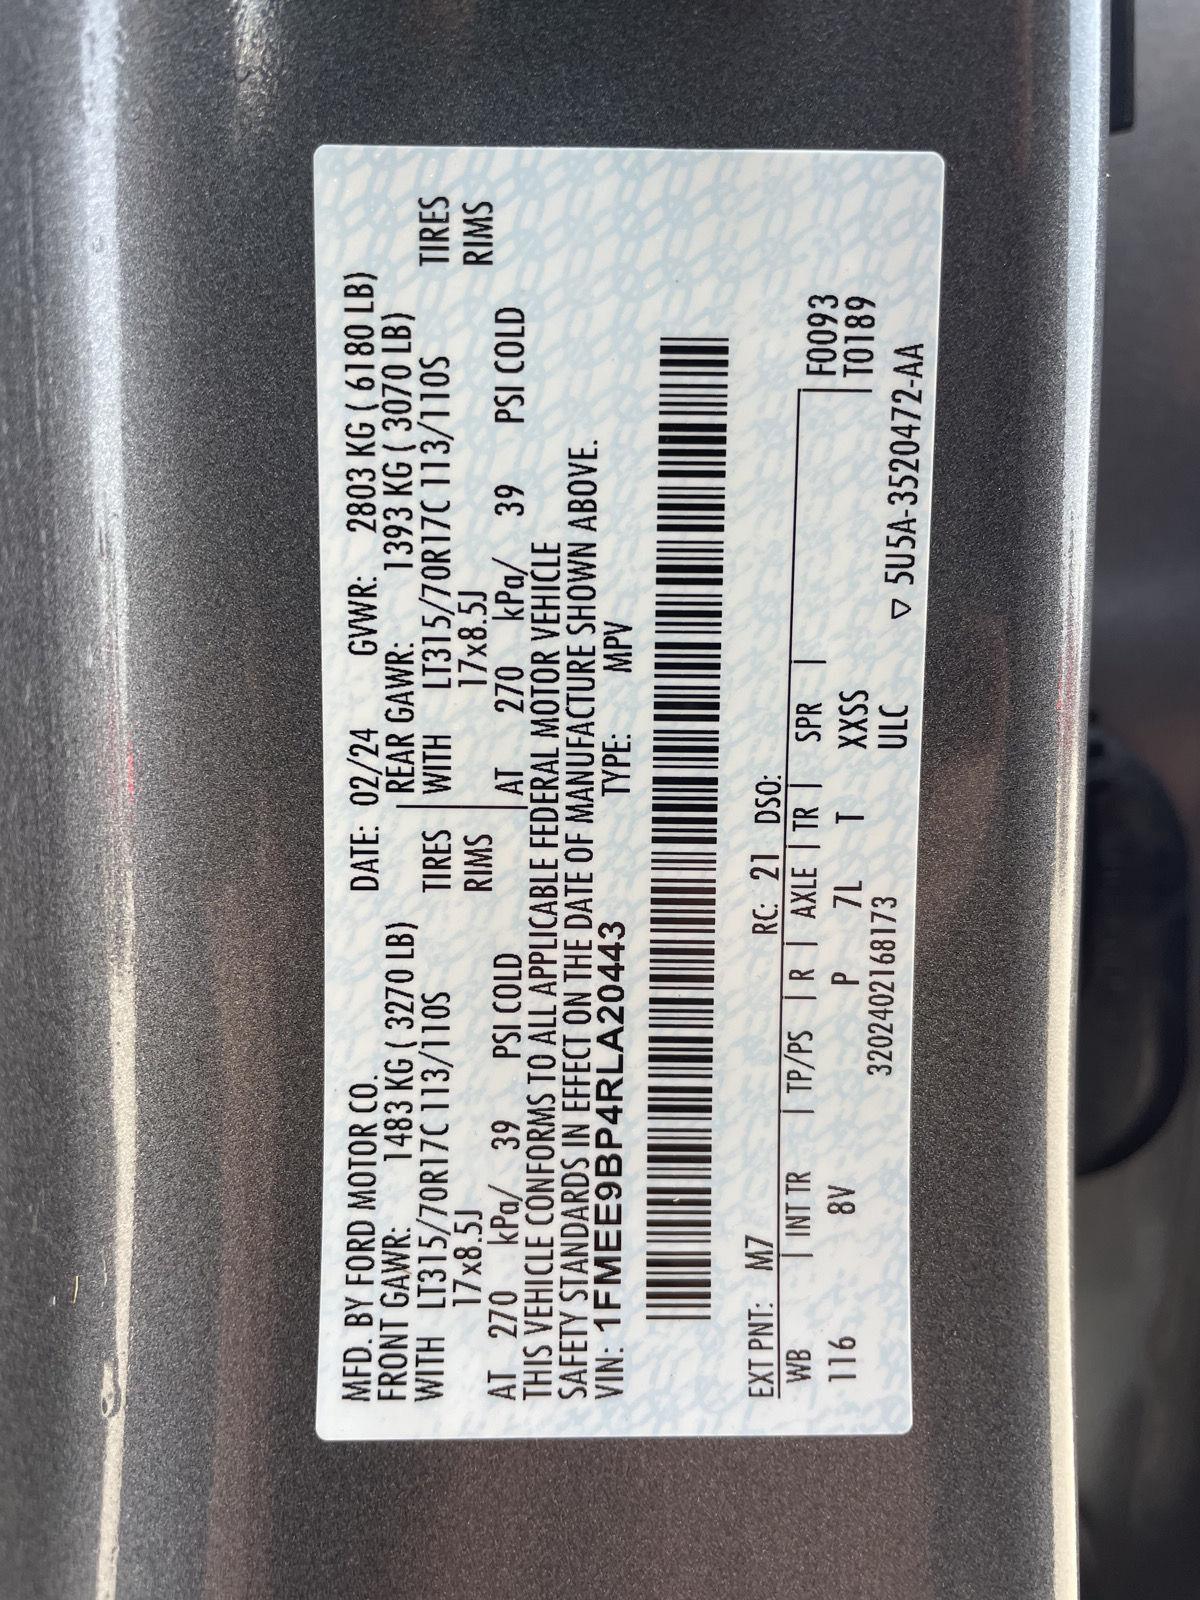 MFD. BY FORD MOTOR CO. DATE: 02/24 GVWR: 2803 KG ( 6180 LB)
FRONT GAWR: 1483 KG ( 3270 LB) REAR GAWR: 1393 KG ( 3070 LB)
WITH LT315/70R17C 113/110S TIRES WITH LT315/70R17C 113/110S TIRES
17x8.5J RIMS 17x8.5J RIMS
AT 270 kPa/ 39 PSI COLD AT 270 kPa/ 39 PSI COLD
THIS VEHICLE CONFORMS TO ALL APPLICABLE FEDERAL MOTOR VEHICLE
SAFETY STANDARDS IN EFFECT ON THE DATE OF MANUFACTURE SHOWN ABOVE.
VIN: 1FMEE9BP4RLA20443 TYPE: MPV
EXT PNT: M7 RC: 21 DSO:
WB | INT TR | TP/PS | R | AXLE | TR | SPR | F0093
116 8V P 7L T XXSS T0189
3202402168173 ULC ▽ 5U5A-3520472-AA